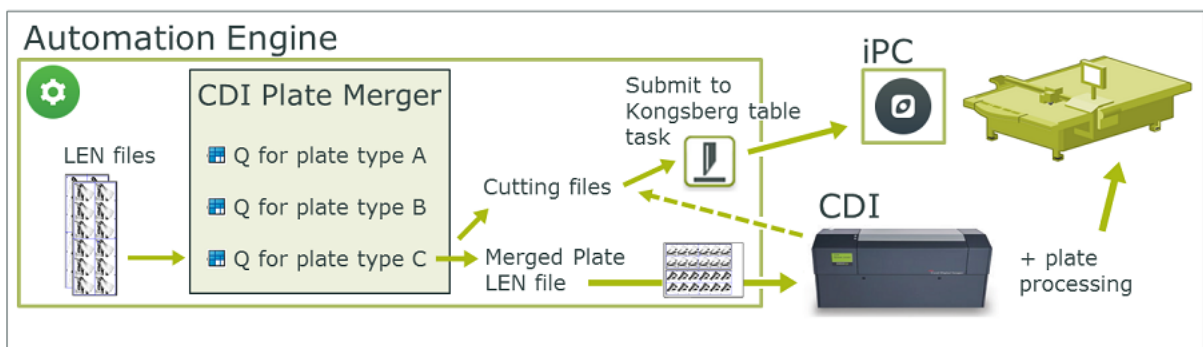 Automation Engine
CDI Plate Merger
LEN files
Q for plate type A
Q for plate type B
Q for plate type C
Cutting files
Merged Plate
LEN file
Submit to
Kongsberg table
task
iPC
CDI
+ plate
processing